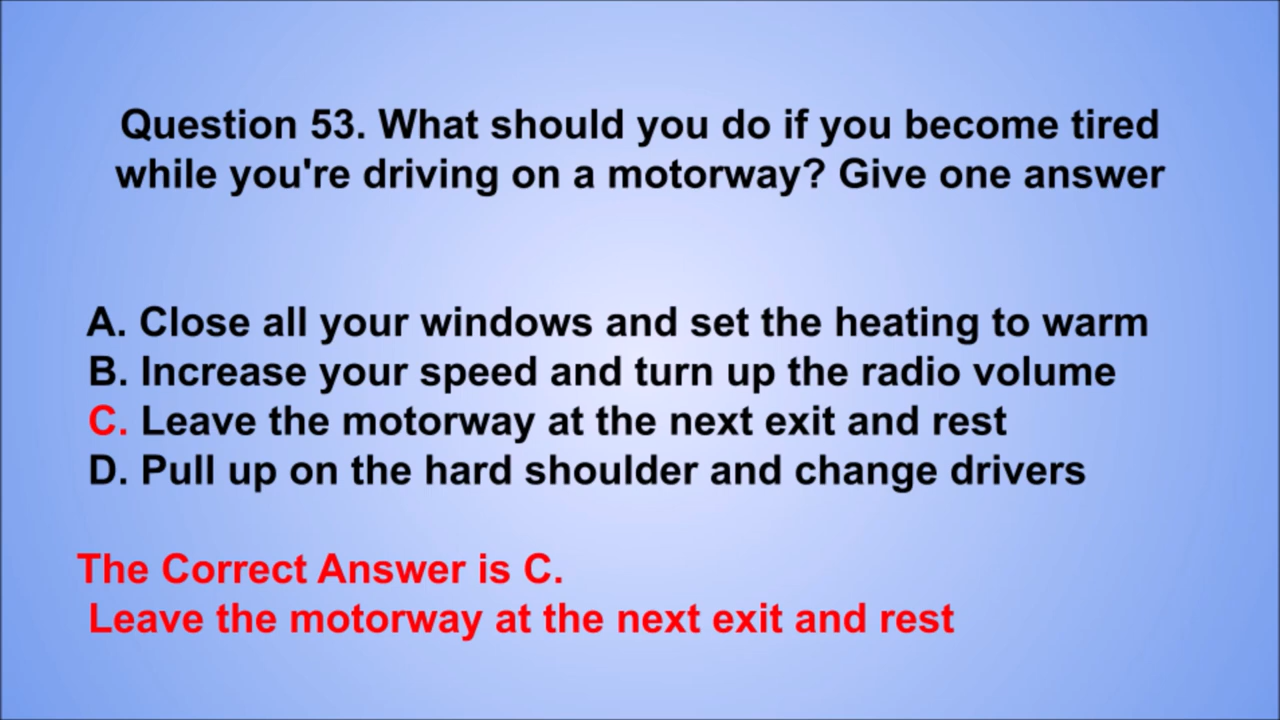 Question 53. What should you do if you become tired
while you're driving on a motorway? Give one answer
A. Close all your windows and set the heating to warm
B. Increase your speed and turn up the radio volume
C. Leave the motorway at the next exit and rest
D. Pull up on the hard shoulder and change drivers
The Correct Answer is C.
Leave the motorway at the next exit and rest